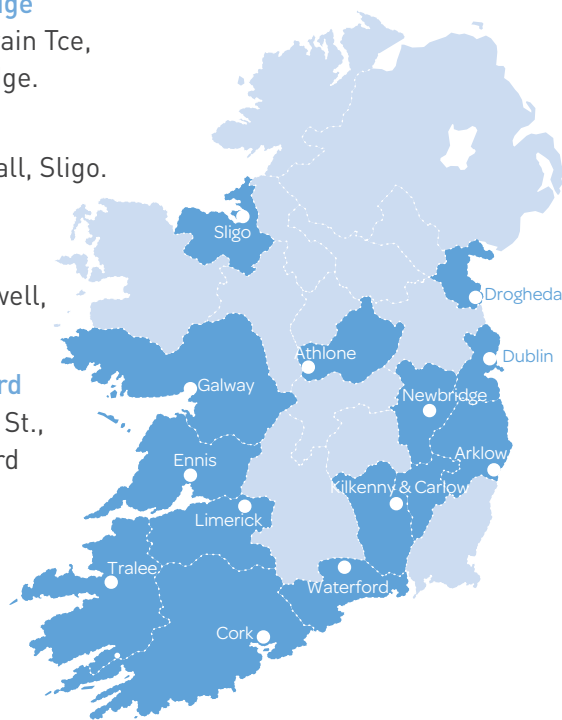 dge
ain Tce,
ge.
all, Sligo.
well,
rd
St.,
rd
Sligo
Drogheda
Athlone
Dublin
Galway
Newbridge
Arklow
Ennis
Kilkenny & Carlow
Limerick
Tralee
Waterford
Cork